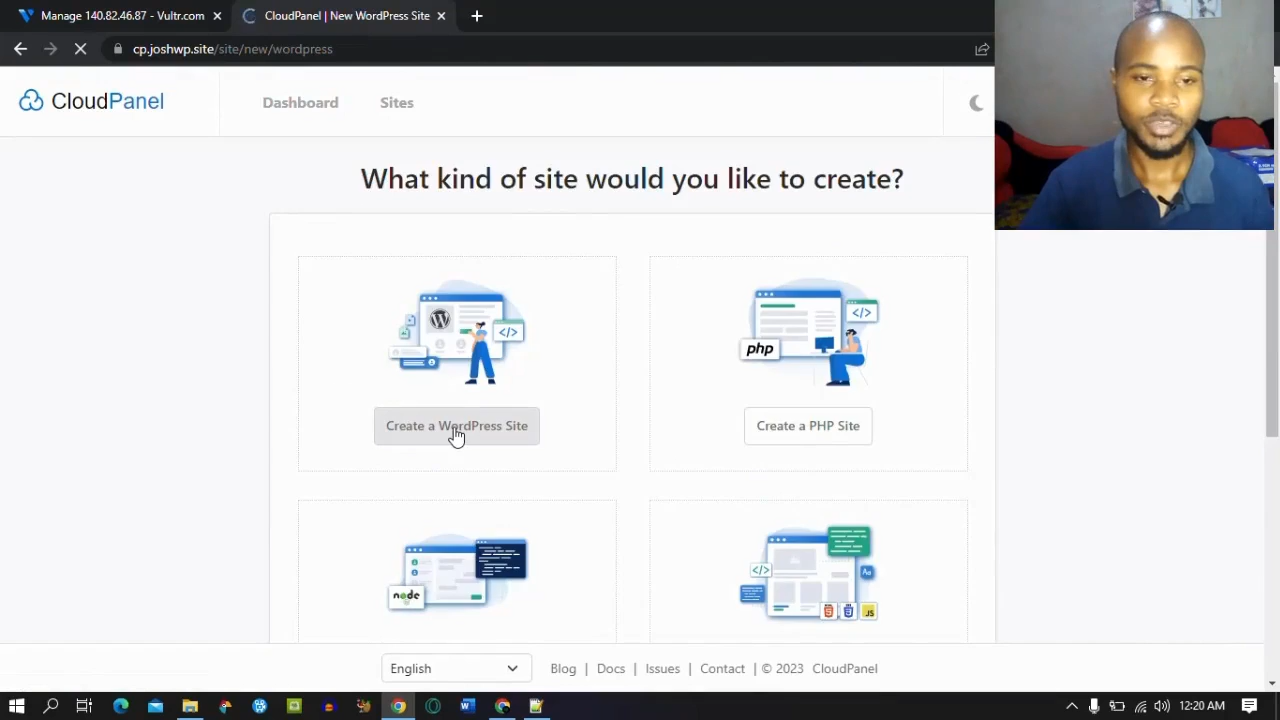 Manage 140.82.46.87 - Vultr.com
CloudPanel | New WordPress Site
cp.joshwp.site/site/new/wordpress
CloudPanel
Dashboard
Sites
What kind of site would you like to create?
</>
php
</>
Create a WordPress Site
Create a PHP Site
node
</>
Aa
JS
English
Blog | Docs | Issues | Contact | © 2023 CloudPanel
12:20 AM